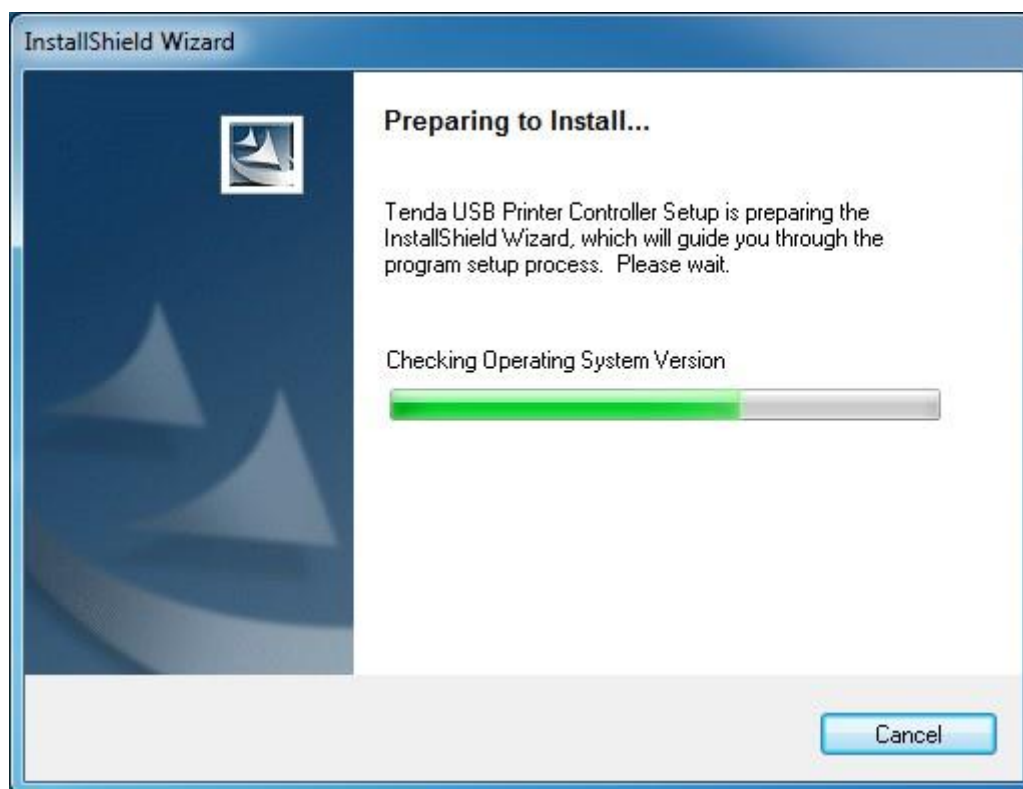 InstallShield Wizard
Preparing to Install...
Tenda USB Printer Controller Setup is preparing the
InstallShield Wizard, which will guide you through the
program setup process.  Please wait.
Checking Operating System Version
Cancel